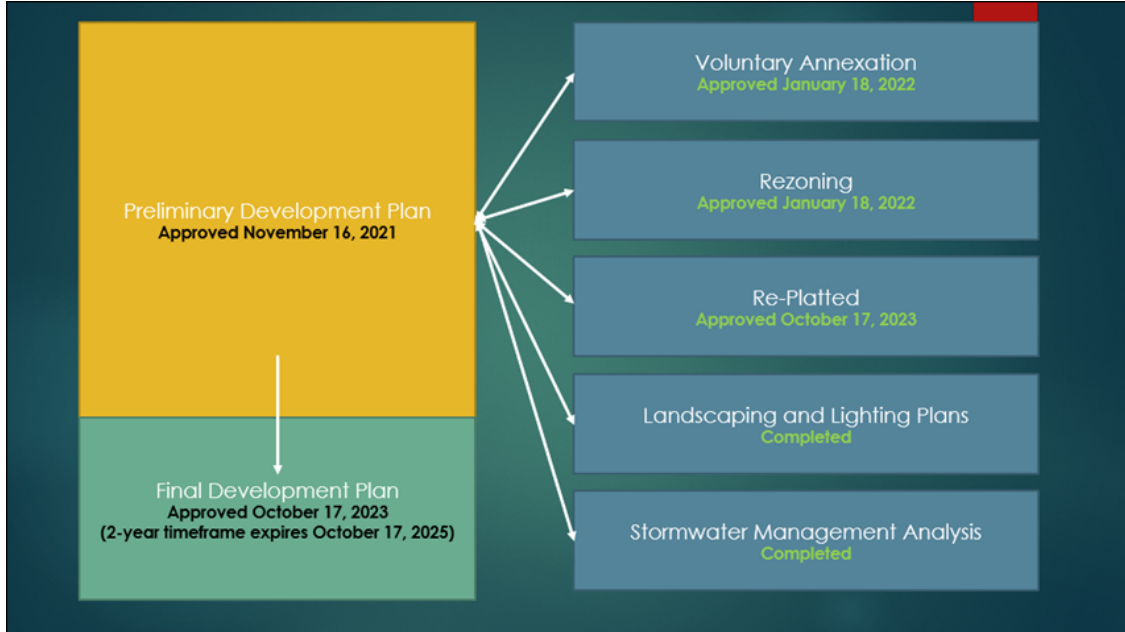 Preliminary Development Plan
Approved November 16, 2021
Final Development Plan
Approved October 17, 2023
(2-year timeframe expires October 17, 2025)
Voluntary Annexation
Approved January 18, 2022
Rezoning
Approved January 18, 2022
Re-Platted
Approved October 17, 2023
Landscaping and Lighting Plans
Completed
Stormwater Management Analysis
Completed